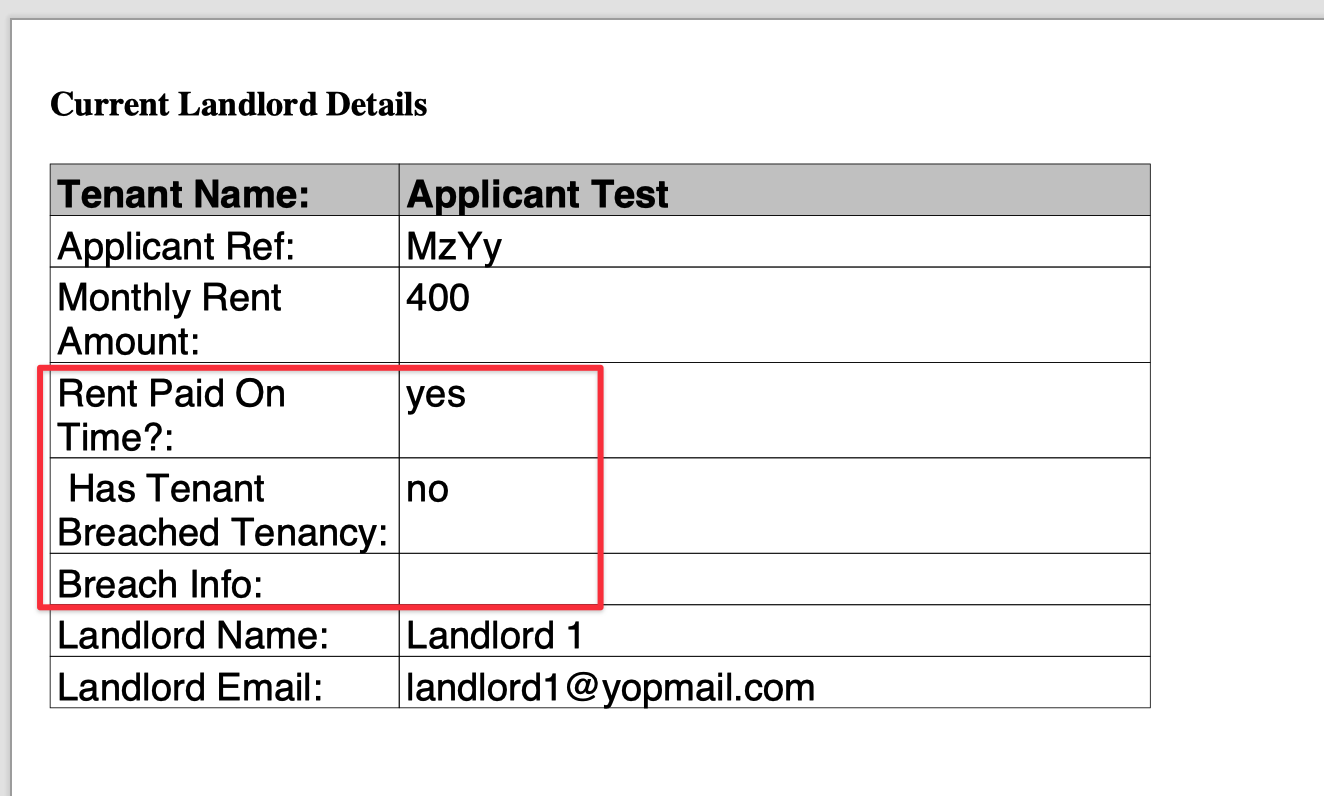 Current Landlord Details
Tenant Name: Applicant Test
Applicant Ref: MzYy
Monthly Rent 400
Amount:
Rent Paid On yes
Time?:
Has Tenant no
Breached Tenancy:
Breach Info:
Landlord Name: Landlord 1
Landlord Email: landlord1@yopmail.com